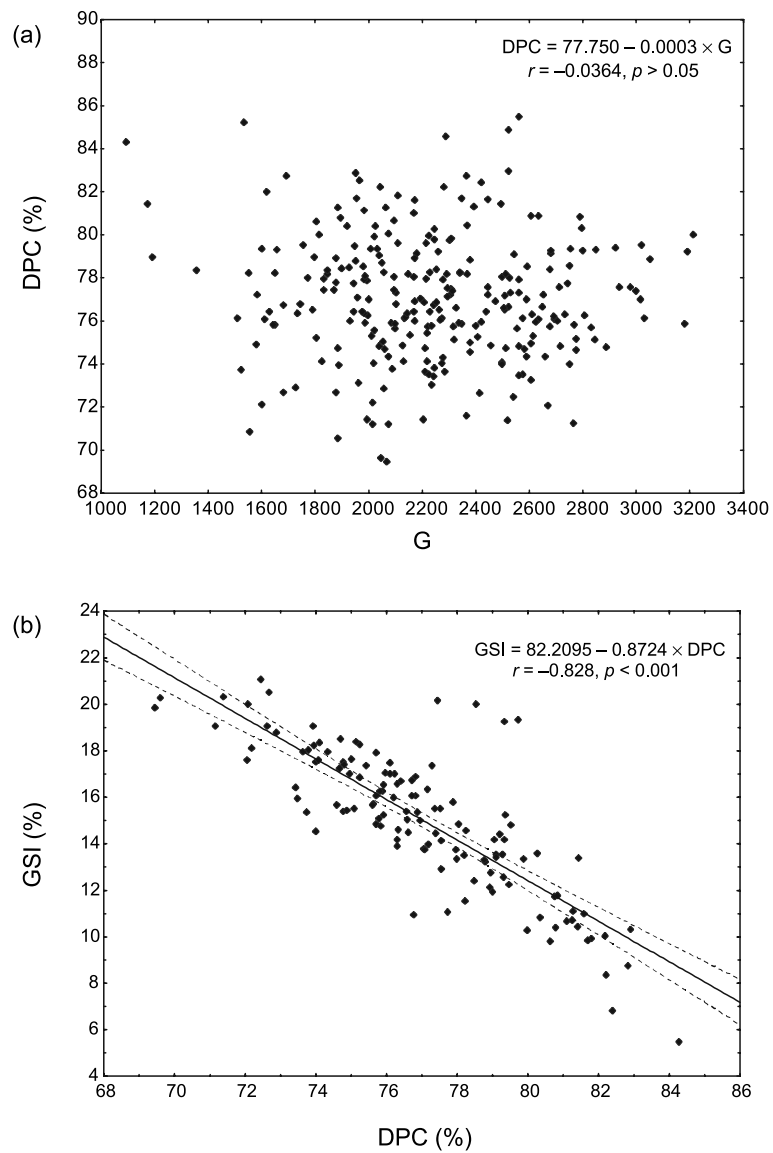 (a)
90
88
86
84
82
80
78
76
74
72
70
68
DPC (%)
DPC = 77.750 – 0.0003 × G
r = –0.0364, p > 0.05
1000 1200 1400 1600 1800 2000 2200 2400 2600 2800 3000 3200 3400
G
(b)
24
22
20
18
16
14
12
10
8
6
4
GSI (%)
GSI = 82.2095 – 0.8724 × DPC
r = –0.828, p < 0.001
68 70 72 74 76 78 80 82 84 86
DPC (%)